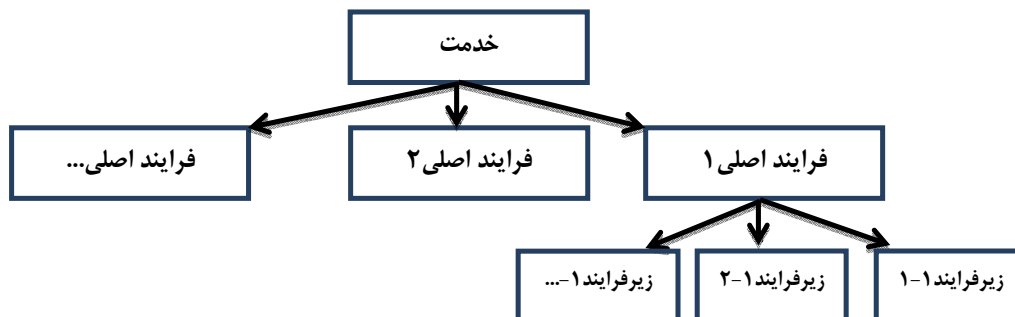 خدمت
فرایند اصلی۱
فرایند اصلی۲
فرایند اصلی...
زیرفرایند۱-۱
زیرفرایند۱-۲
زیرفرایند۱-...